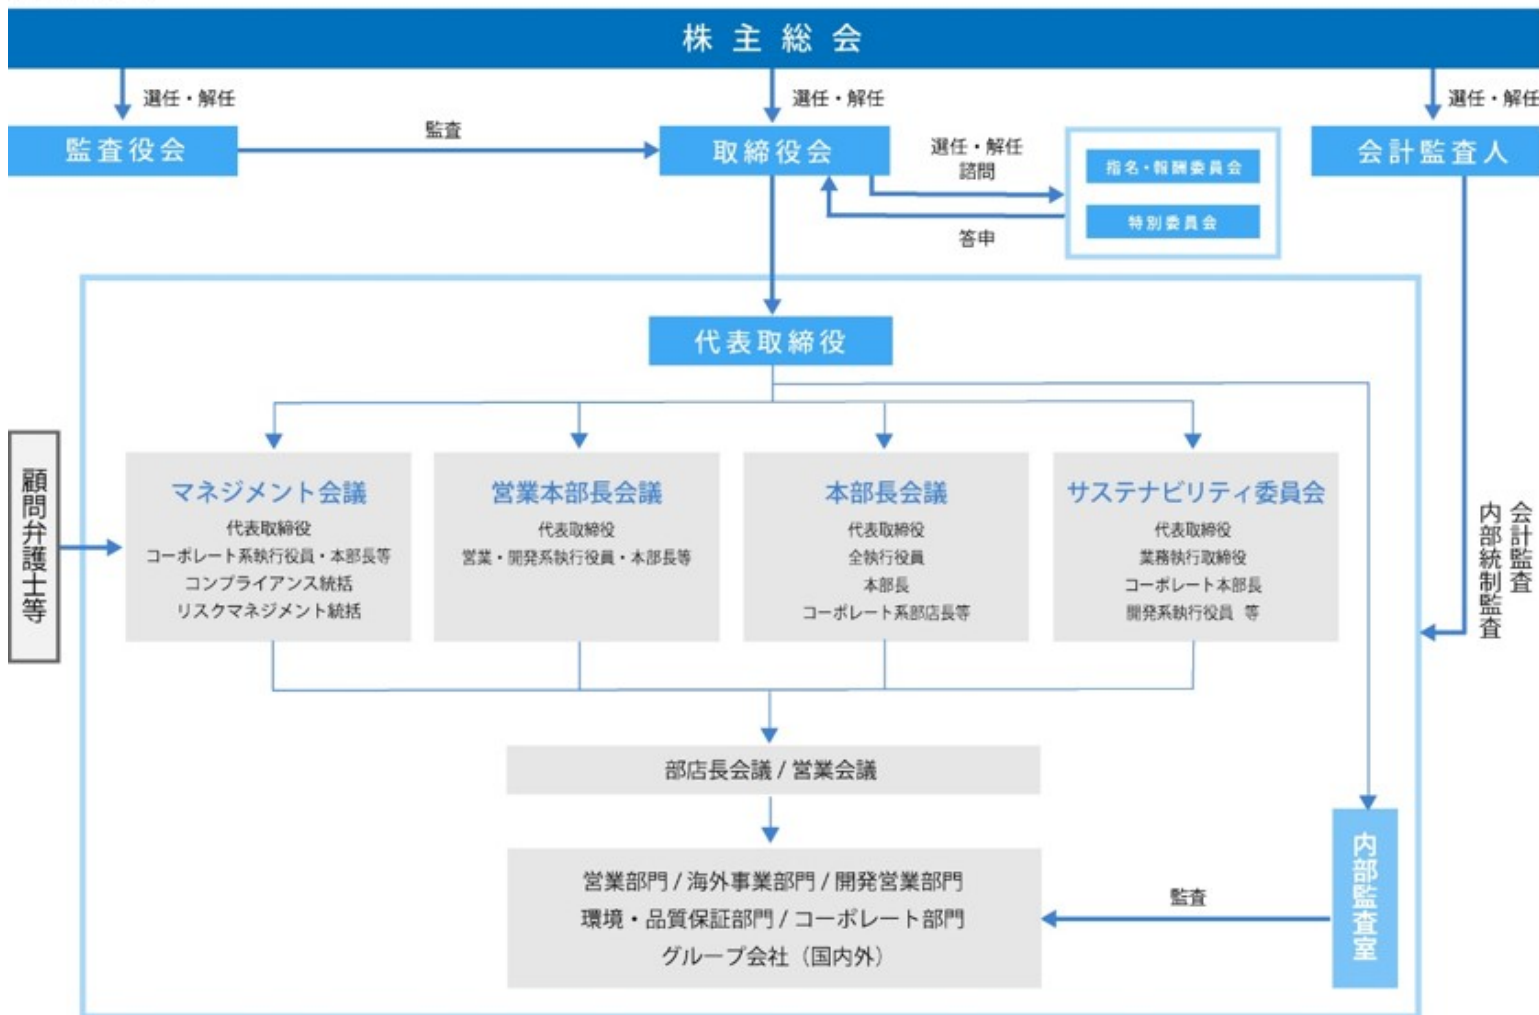 株主総会
選任・解任
選任・解任
選任・解任
監査役会
監査
取締役会
選任・解任
諮問
答申
指名・報酬委員会
特別委員会
会計監査人
代表取締役
顧問弁護士等
マネジメント会議
代表取締役
コーポレート系執行役員・本部長等
コンプライアンス統括
リスクマネジメント統括
営業本部長会議
代表取締役
営業・開発系執行役員・本部長等
本部長会議
代表取締役
全執行役員
本部長
コーポレート系部店長等
サステナビリティ委員会
代表取締役
業務執行取締役
コーポレート本部長
開発系執行役員 等
会計監査
内部統制監査
部店長会議 / 営業会議
営業部門 / 海外事業部門 / 開発営業部門
環境・品質保証部門 / コーポレート部門
グループ会社（国内外）
監査
内部監査室